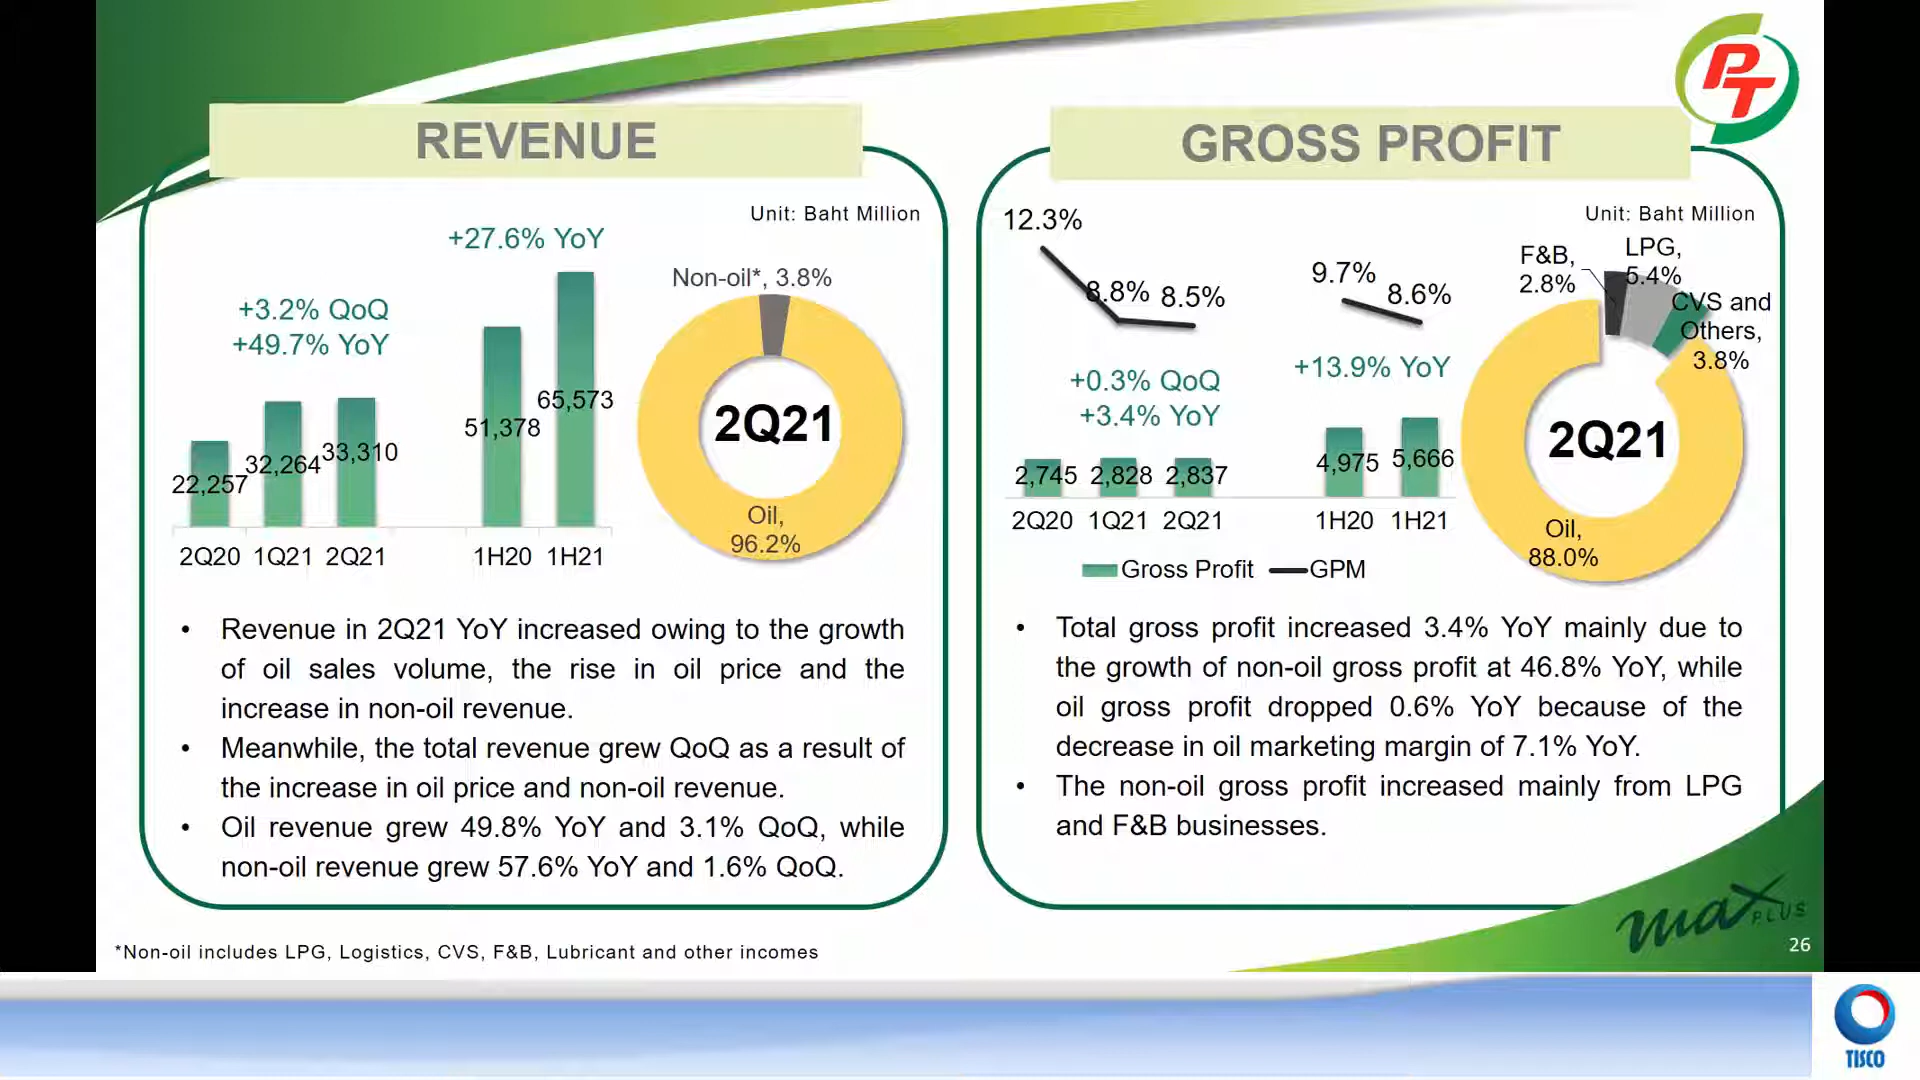 PT
REVENUE
Unit: Baht Million
+27.6% YoY
+3.2% QoQ
+49.7% YoY
22,257
32,264
33,310
51,378
65,573
2Q20 1Q21 2Q21
1H20 1H21
Non-oil*, 3.8%
2Q21
Oil,
96.2%
• Revenue in 2Q21 YoY increased owing to the growth
of oil sales volume, the rise in oil price and the
increase in non-oil revenue.
• Meanwhile, the total revenue grew QoQ as a result of
the increase in oil price and non-oil revenue.
• Oil revenue grew 49.8% YoY and 3.1% QoQ, while
non-oil revenue grew 57.6% YoY and 1.6% QoQ.
GROSS PROFIT
Unit: Baht Million
12.3%
8.8% 8.5%
9.7%
8.6%
+0.3% QoQ
+3.4% YoY
+13.9% YoY
2,745 2,828 2,837
4,975 5,666
2Q20 1Q21 2Q21
1H20 1H21
Gross Profit GPM
F&B,
2.8%
LPG,
5.4%
CVS and
Others,
3.8%
2Q21
Oil,
88.0%
• Total gross profit increased 3.4% YoY mainly due to
the growth of non-oil gross profit at 46.8% YoY, while
oil gross profit dropped 0.6% YoY because of the
decrease in oil marketing margin of 7.1% YoY.
• The non-oil gross profit increased mainly from LPG
and F&B businesses.
*Non-oil includes LPG, Logistics, CVS, F&B, Lubricant and other incomes
max PLUS
26
TISCO